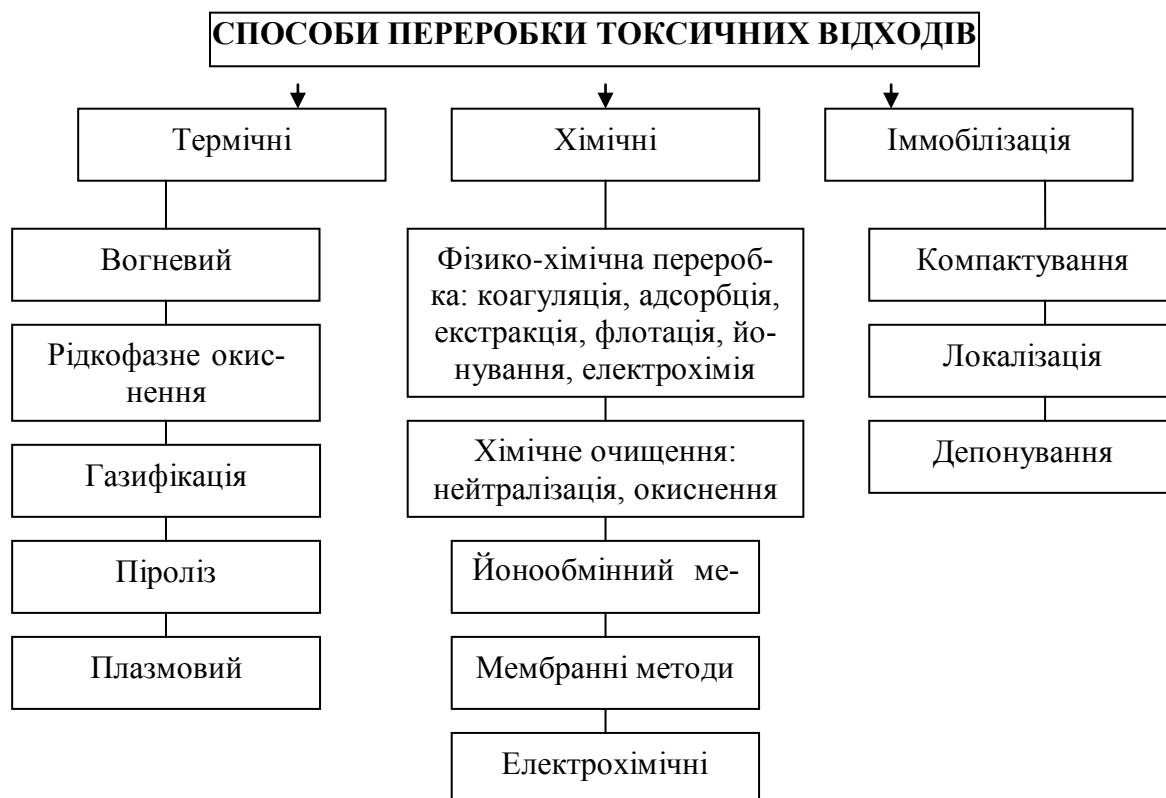 СПОСОБИ ПЕРЕРОБКИ ТОКСИЧНИХ ВІДХОДІВ
Термічні
Вогневий
Рідкофазне окис-
нення
Газифікація
Піроліз
Плазмовий
Хімічні
Фізико-хімічна перероб-
ка: коагуляція, адсорбція,
екстракція, флотація, йо-
нування, електрохімія
Хімічне очищення:
нейтралізація, окиснення
Йонообмінний ме-
Мембранні методи
Електрохімічні
Іммобілізація
Компактування
Локалізація
Депонування